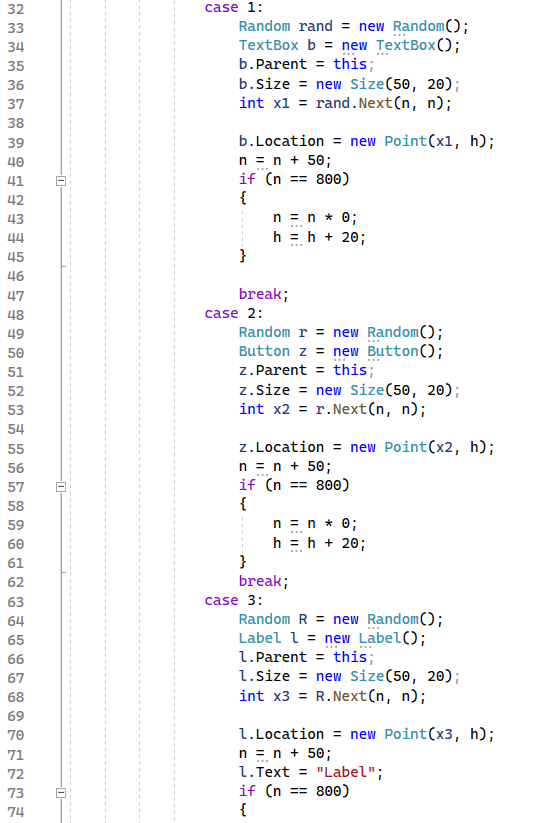 32 case 1:
33 Random rand = new Random();
34 TextBox b = new TextBox();
35 b.Parent = this;
36 b.Size = new Size(50, 20);
37 int x1 = rand.Next(n, n);
38
39 b.Location = new Point(x1, h);
40 n = n + 50;
41 if (n == 800)
42 {
43 n = n * 0;
44 h = h + 20;
45 }
46
47 break;
48 case 2:
49 Random r = new Random();
50 Button z = new Button();
51 z.Parent = this;
52 z.Size = new Size(50, 20);
53 int x2 = r.Next(n, n);
54
55 z.Location = new Point(x2, h);
56 n = n + 50;
57 if (n == 800)
58 {
59 n = n * 0;
60 h = h + 20;
61 }
62 break;
63 case 3:
64 Random R = new Random();
65 Label l = new Label();
66 l.Parent = this;
67 l.Size = new Size(50, 20);
68 int x3 = R.Next(n, n);
69
70 l.Location = new Point(x3, h);
71 n = n + 50;
72 l.Text = "Label";
73 if (n == 800)
74 {